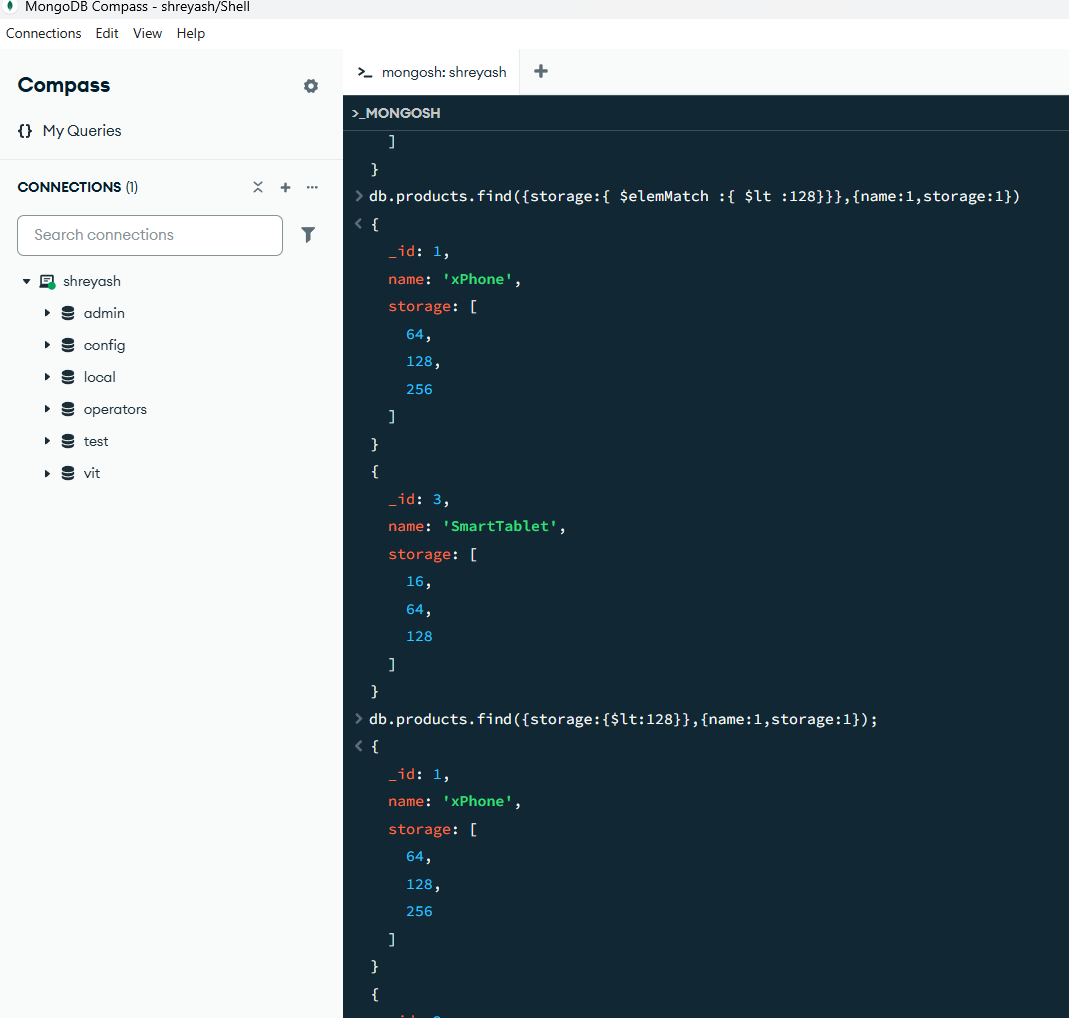 MongoDB Compass - shreyash/Shell
Connections Edit View Help
Compass
{} My Queries
CONNECTIONS (1)
Search connections
shreyash
admin
config
local
operators
test
vit
>_ mongosh: shreyash
>_MONGOSH
]
}
> db.products.find({storage:{ $elemMatch :{ $lt :128}}},{name:1,storage:1})
< {
_id: 1,
name: 'xPhone',
storage: [
64,
128,
256
]
}
{
_id: 3,
name: 'SmartTablet',
storage: [
16,
64,
128
]
}
> db.products.find({storage:{$lt:128}},{name:1,storage:1});
< {
_id: 1,
name: 'xPhone',
storage: [
64,
128,
256
]
}
{